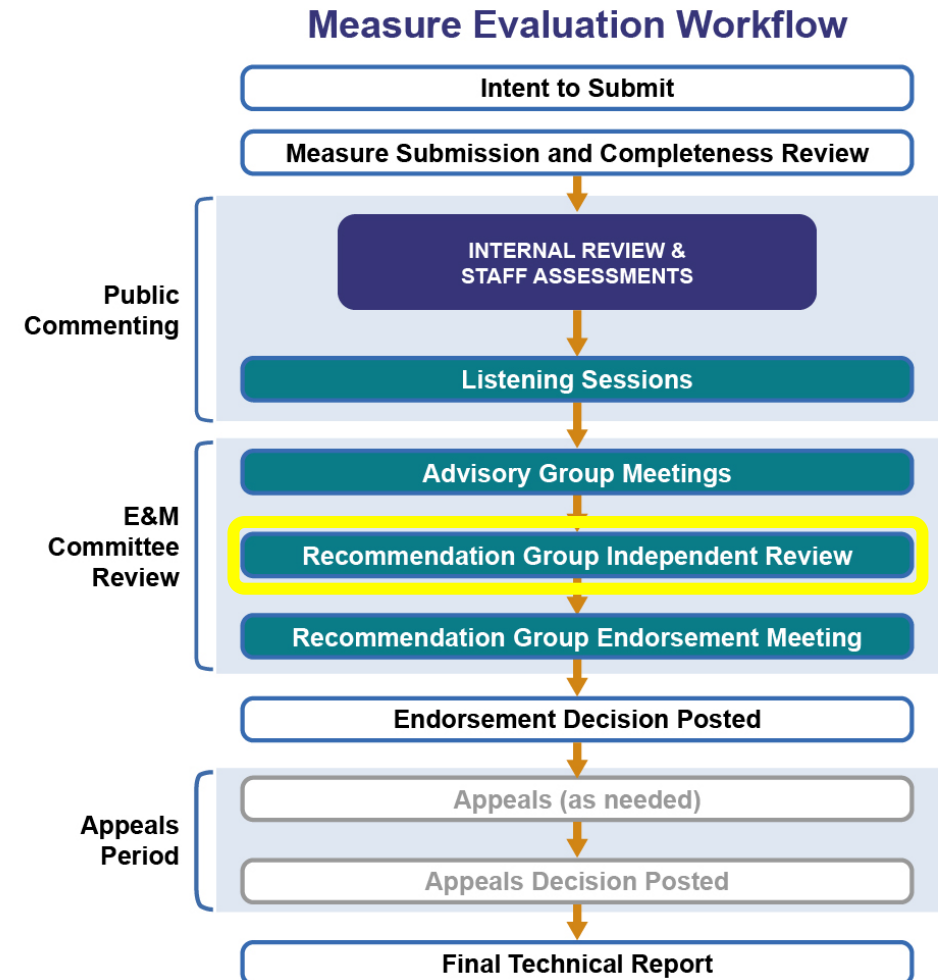 Measure Evaluation Workflow
Intent to Submit
Measure Submission and Completeness Review
Public
Commenting
INTERNAL REVIEW &
STAFF ASSESSMENTS
Listening Sessions
E&M
Committee
Review
Advisory Group Meetings
Recommendation Group Independent Review
Recommendation Group Endorsement Meeting
Endorsement Decision Posted
Appeals
Period
Appeals (as needed)
Appeals Decision Posted
Final Technical Report